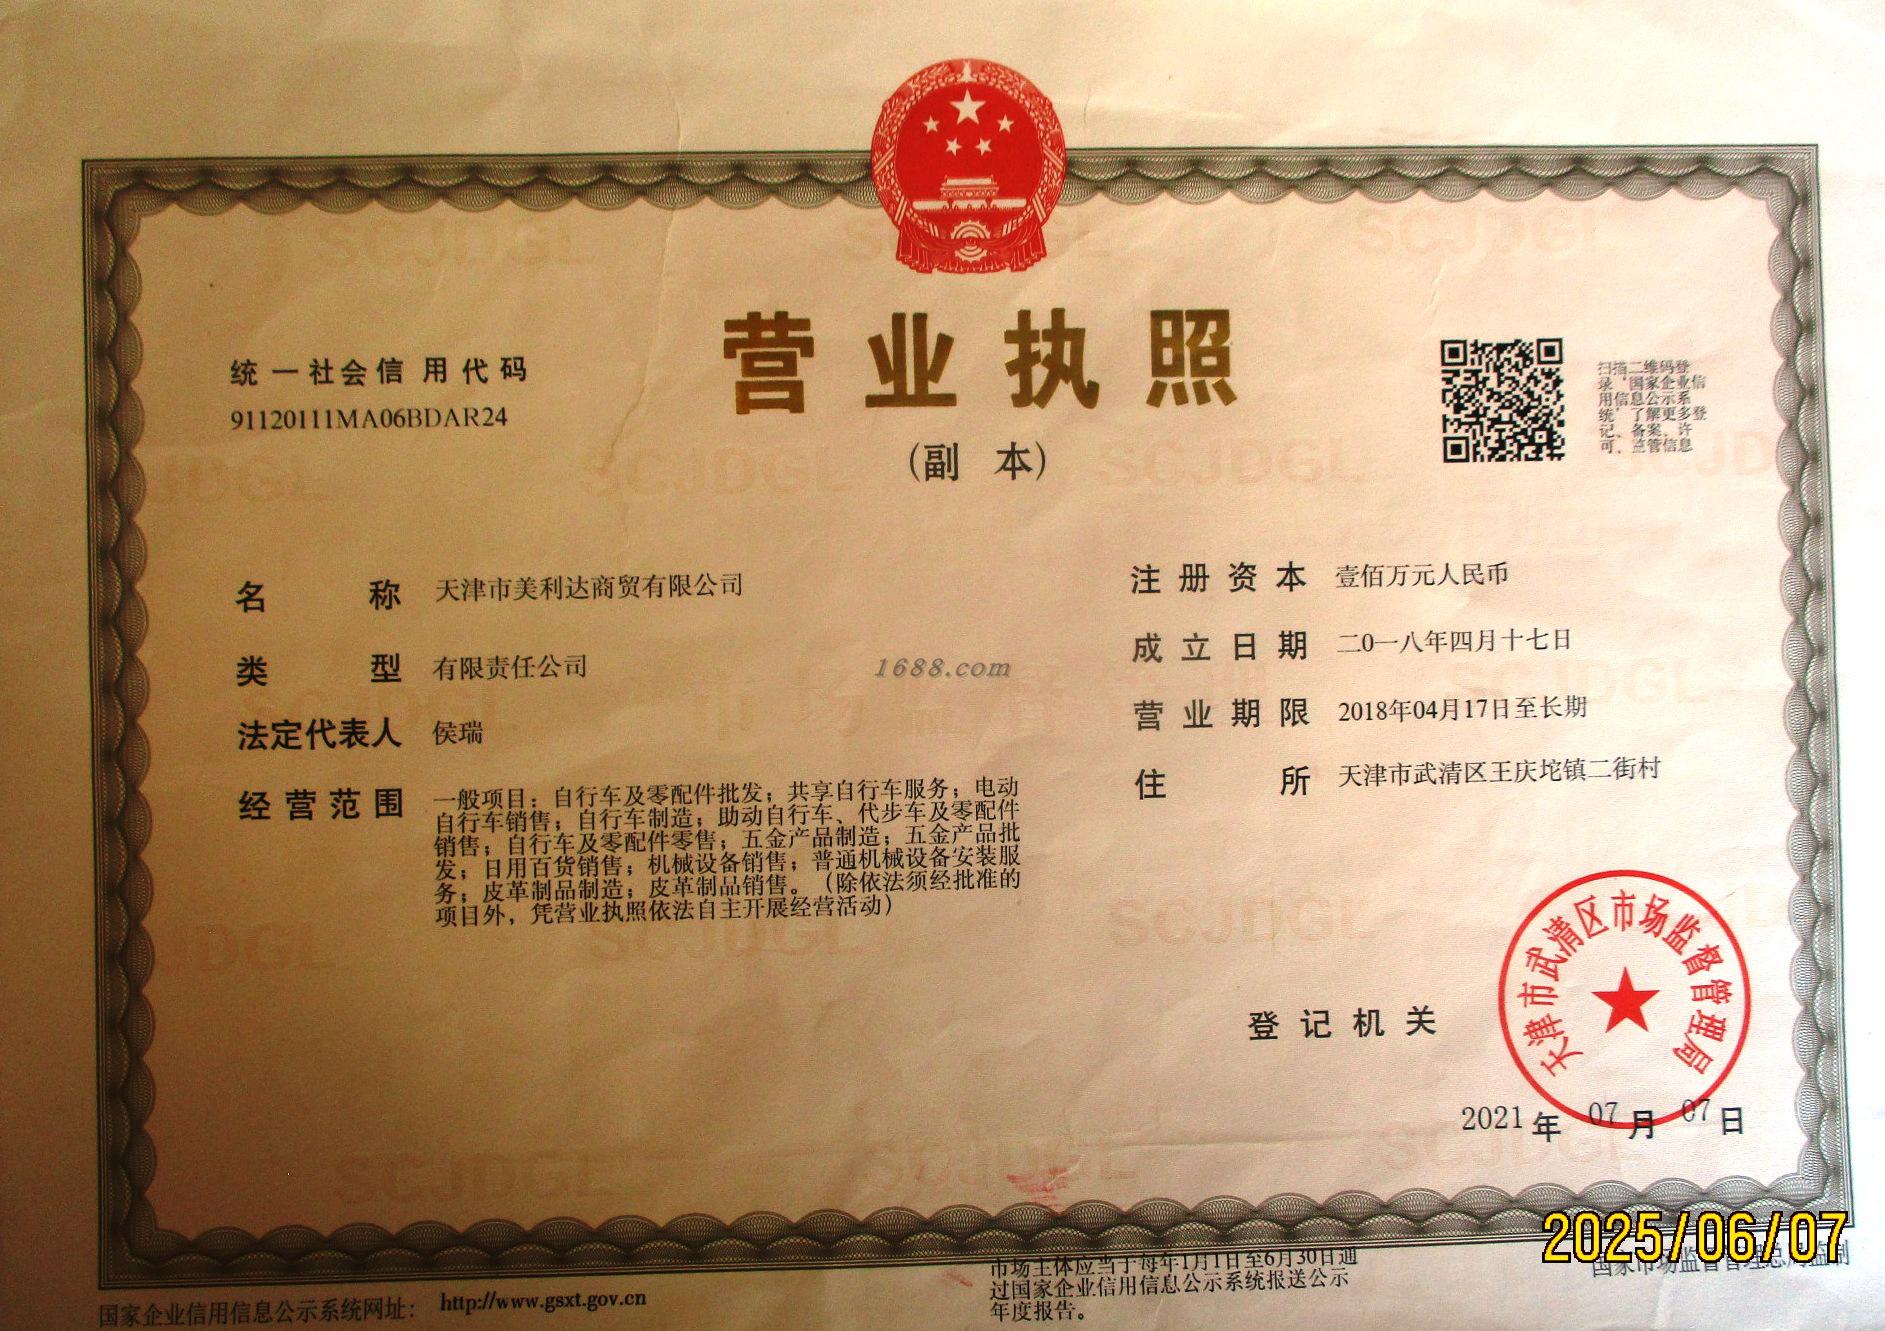 营业执照
(副 本)
统一社会信用代码
91120111MA06BDAR24
扫描二维码登
录‘国家企业信
用信息公示系
统’了解更多登
记、备案、许
可、监管信息
名 称 天津市美利达商贸有限公司
类 型 有限责任公司
法定代表人 侯瑞
经营范围 一般项目：自行车及零配件批发；共享自行车服务；电动
自行车销售；自行车制造；助动自行车、代步车及零配件
销售；自行车及零配件零售；五金产品制造；五金产品批
发；日用百货销售；机械设备销售；普通机械设备安装服
务；皮革制品制造；皮革制品销售。（除依法须经批准的
项目外，凭营业执照依法自主开展经营活动）
注册资本 壹佰万元人民币
成立日期 二0一八年四月十七日
营业期限 2018年04月17日至长期
住 所 天津市武清区王庆坨镇二街村
1688.com
登记机关
天津市武清区市场监督管理局
2021年 07月 07日
2025/06/07
国家企业信用信息公示系统网址： http://www.gsxt.gov.cn
市场主体应当于每年1月1日至6月30日通
过国家企业信用信息公示系统报送公示
年度报告。
国家市场监督管理总局监制
SCJDGL